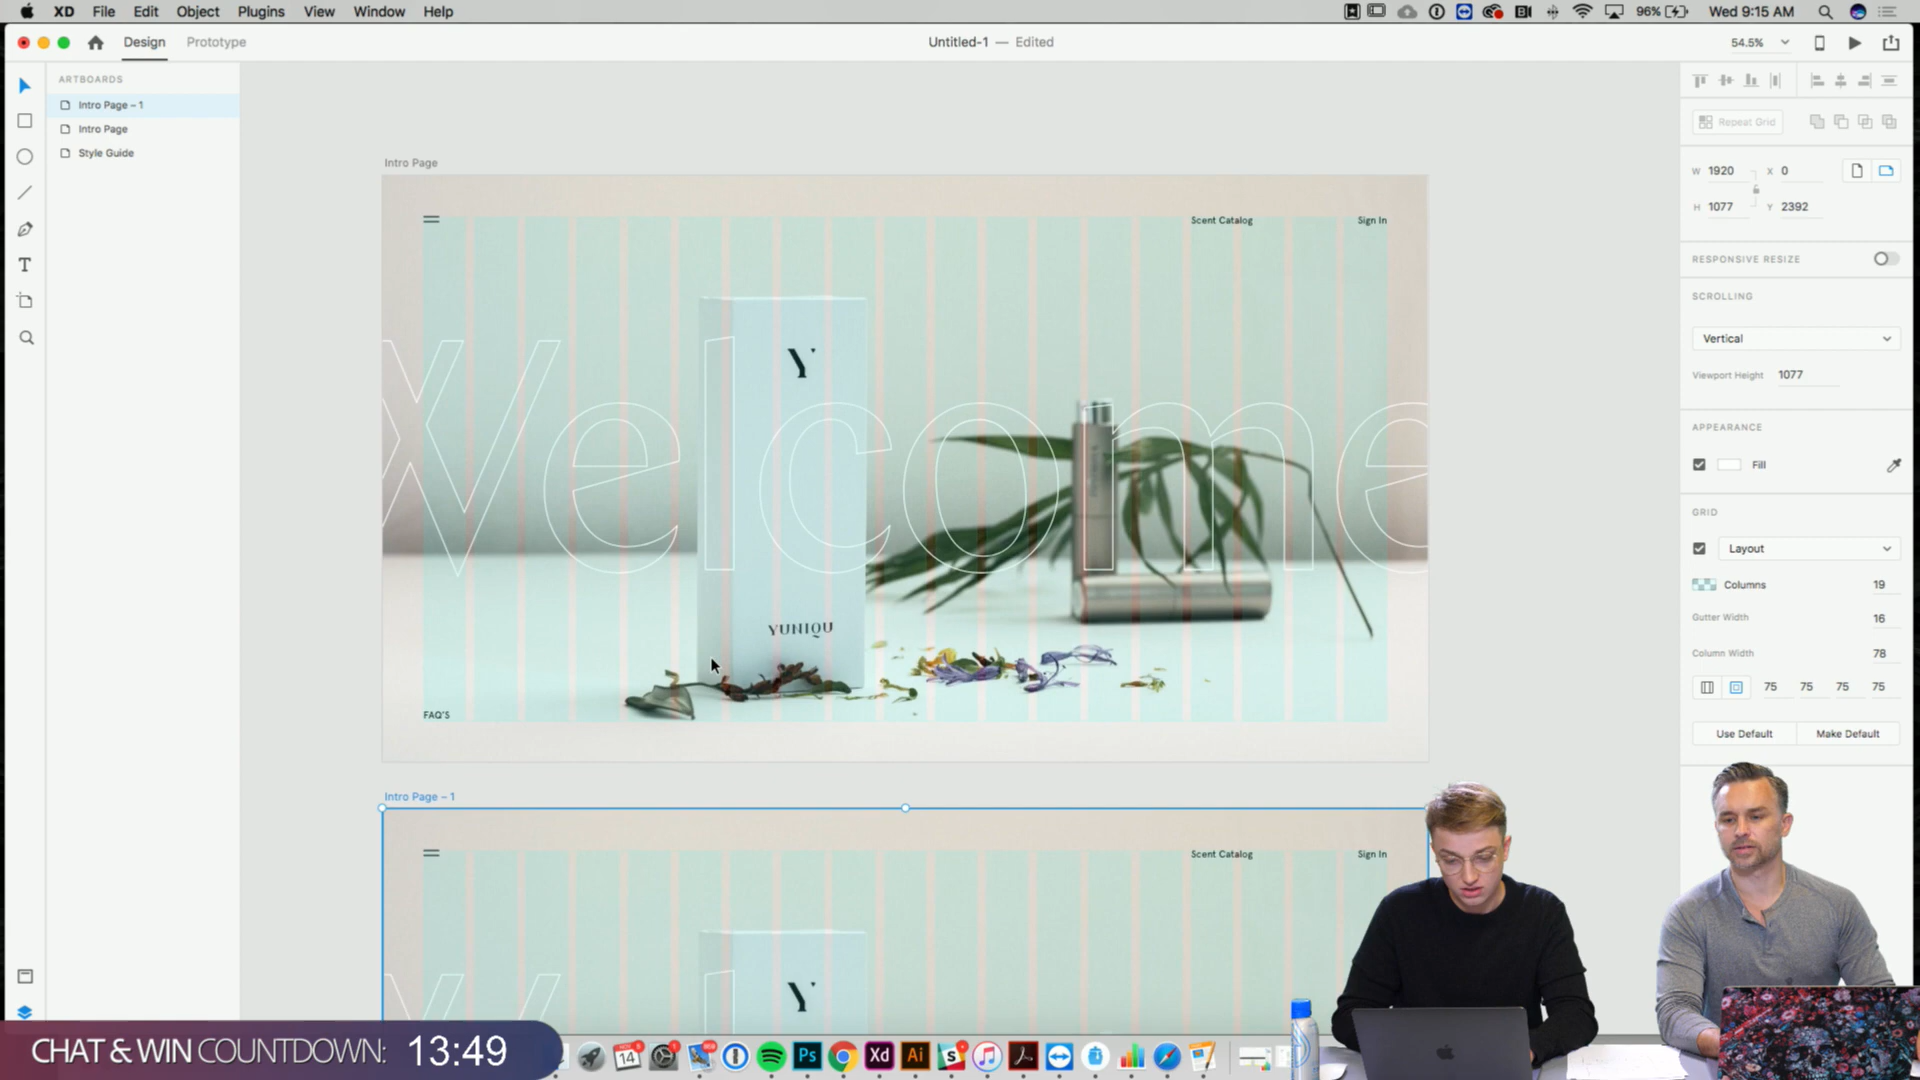 XD File Edit Object Plugins View Window Help
96% Wed 9:15 AM
Design Prototype
Untitled-1 — Edited
54.5%
ARTBOARDS
Intro Page – 1
Intro Page
Style Guide
Intro Page
Scent Catalog Sign In
Welcome
Y
YUNIQU
FAQ'S
Intro Page – 1
Scent Catalog Sign In
Y
Repeat Grid
W 1920 X 0
H 1077 Y 2392
RESPONSIVE RESIZE
SCROLLING
Vertical
Viewport Height 1077
APPEARANCE
Fill
GRID
Layout
Columns 19
Gutter Width 16
Column Width 78
75 75 75 75
Use Default Make Default
CHAT & WIN COUNTDOWN: 13:49
14
Ps Xd Ai